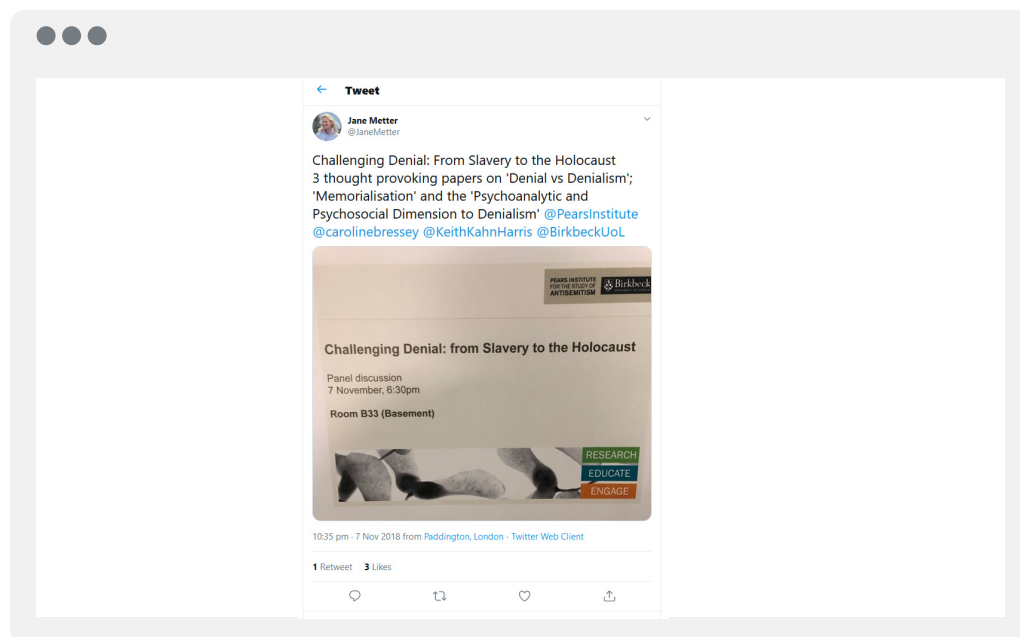 Tweet
Jane Metter
@JaneMetter
Challenging Denial: From Slavery to the Holocaust
3 thought provoking papers on 'Denial vs Denialism';
'Memorialisation' and the 'Psychoanalytic and
Psychosocial Dimension to Denialism' @PearsInstitute
@carolinebressey @KeithKahnHarris @BirkbeckUoL
PEARS INSTITUTE
FOR THE STUDY OF
ANTISEMITISM
Birkbeck
Challenging Denial: from Slavery to the Holocaust
Panel discussion
7 November, 6:30pm
Room B33 (Basement)
RESEARCH
EDUCATE
ENGAGE
10:35 pm · 7 Nov 2018 from Paddington, London · Twitter Web Client
1 Retweet 3 Likes